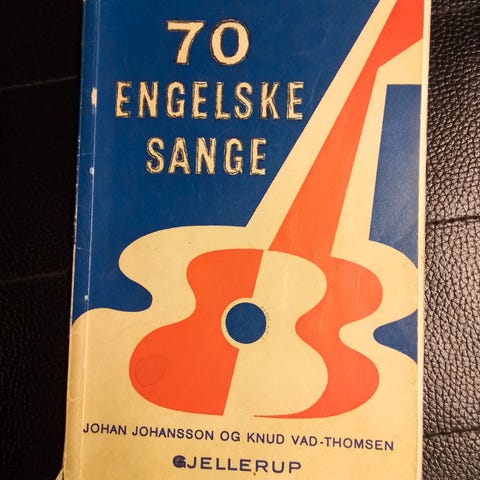 70
ENGELSKE
SANGE
JOHAN JOHANSSON OG KNUD VAD-THOMSEN
GJELLERUP